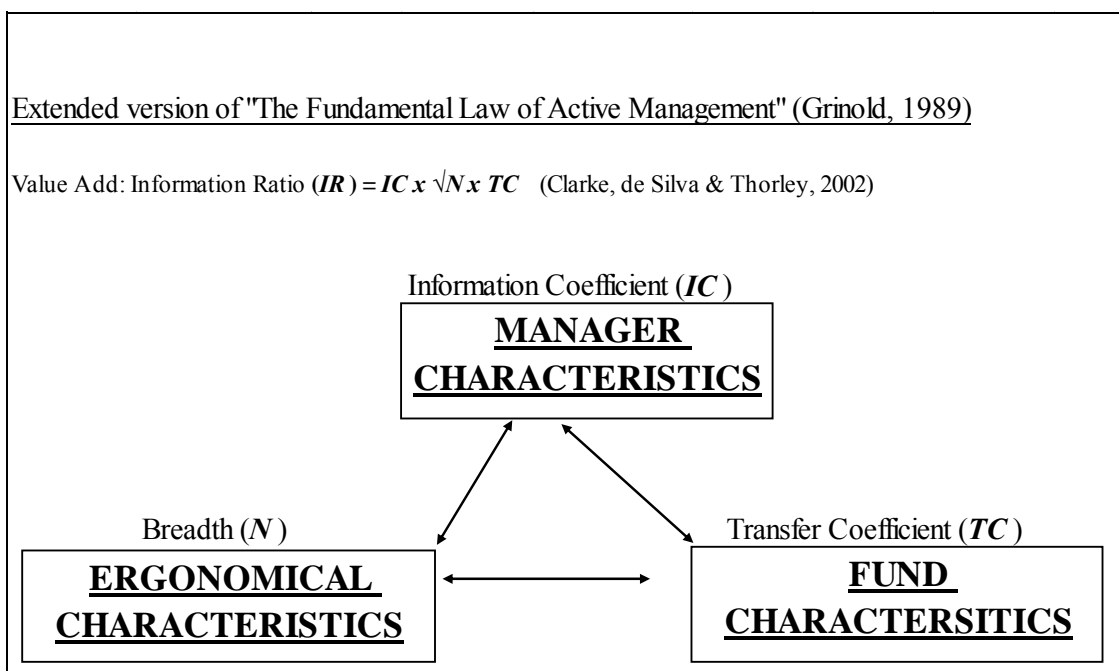 Extended version of "The Fundamental Law of Active Management" (Grinold, 1989)
Value Add: Information Ratio (IR) = IC x √N x TC (Clarke, de Silva & Thorley, 2002)
Information Coefficient (IC)
MANAGER
CHARACTERISTICS
Breadth (N)
ERGONOMICAL
CHARACTERISTICS
Transfer Coefficient (TC)
FUND
CHARACTERSITICS